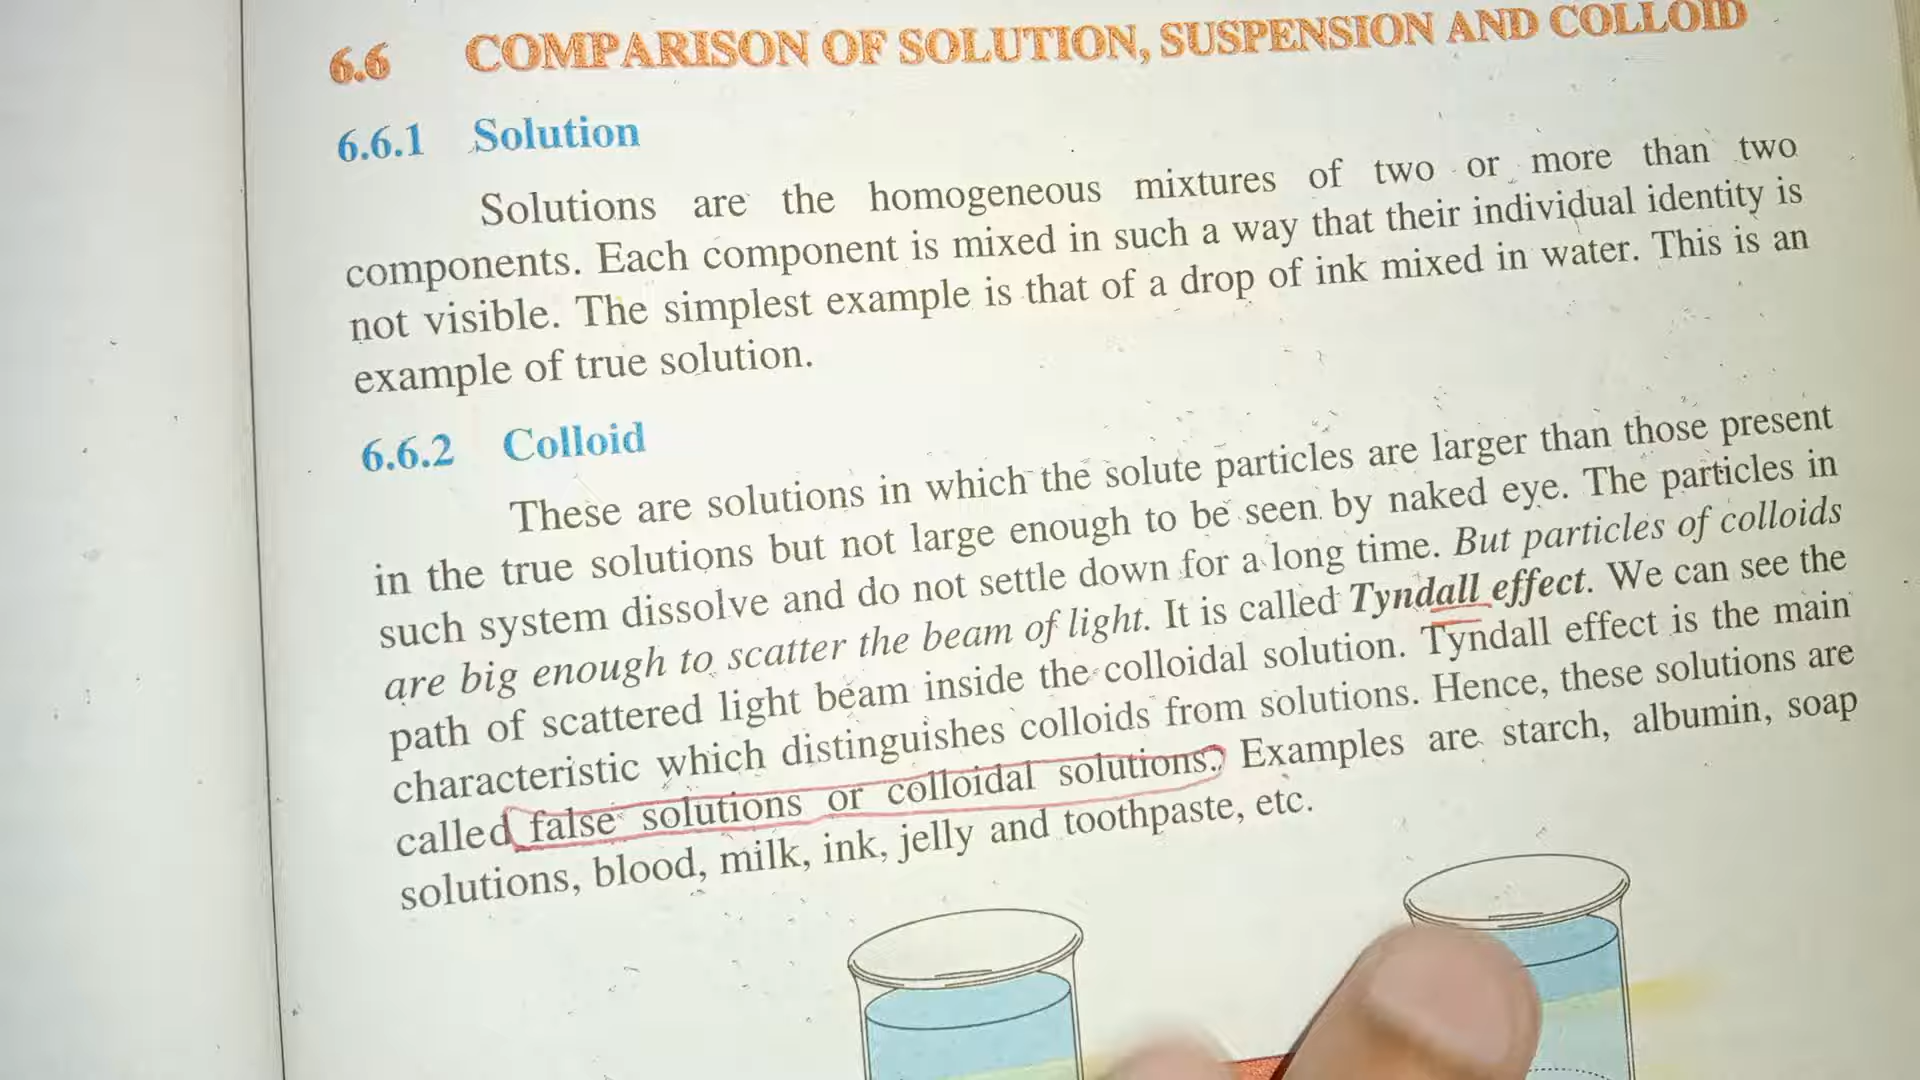 6.6 COMPARISON OF SOLUTION, SUSPENSION AND COLLOID
6.6.1 Solution
Solutions are the homogeneous mixtures of two or more than two
components. Each component is mixed in such a way that their individual identity is
not visible. The simplest example is that of a drop of ink mixed in water. This is an
example of true solution.
6.6.2 Colloid
These are solutions in which the solute particles are larger than those present
in the true solutions but not large enough to be seen by naked eye. The particles in
such system dissolve and do not settle down for a long time. But particles of colloids
are big enough to scatter the beam of light. It is called Tyndall effect. We can see the
path of scattered light beam inside the colloidal solution. Tyndall effect is the main
characteristic which distinguishes colloids from solutions. Hence, these solutions are
called false solutions or colloidal solutions. Examples are starch, albumin, soap
solutions, blood, milk, ink, jelly and toothpaste, etc.